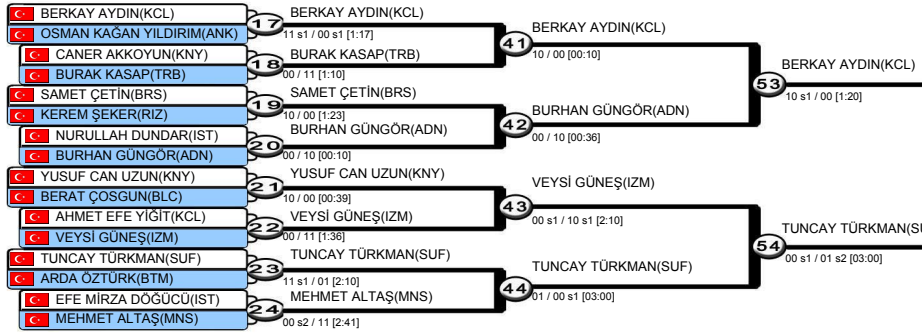 BERKAY AYDIN(KCL)
OSMAN KAĞAN YILDIRIM(ANK)
CANER AKKOYUN(KNY)
BURAK KASAP(TRB)
SAMET ÇETİN(BRS)
KEREM ŞEKER(RIZ)
NURULLAH DUNDAR(IST)
BURHAN GÜNGÖR(ADN)
YUSUF CAN UZUN(KNY)
BERAT ÇOSGUN(BLC)
AHMET EFE YİĞİT(KCL)
VEYSİ GÜNEŞ(IZM)
TUNCAY TÜRKMAN(SUF)
ARDA ÖZTÜRK(BTM)
EFE MİRZA DÖĞÜCÜ(IST)
MEHMET ALTAŞ(MNS)
17
BERKAY AYDIN(KCL)
11 s1 / 00 s1 [1:17]
18
BURAK KASAP(TRB)
00 / 11 [1:10]
19
SAMET ÇETİN(BRS)
10 / 00 [1:23]
20
BURHAN GÜNGÖR(ADN)
00 / 10 [00:10]
21
YUSUF CAN UZUN(KNY)
10 / 00 [00:39]
22
VEYSİ GÜNEŞ(IZM)
00 / 11 [1:36]
23
TUNCAY TÜRKMAN(SUF)
11 s1 / 01 [2:10]
24
MEHMET ALTAŞ(MNS)
00 s2 / 11 [2:41]
41
BERKAY AYDIN(KCL)
10 / 00 [00:10]
42
BURHAN GÜNGÖR(ADN)
00 / 10 [00:36]
43
VEYSİ GÜNEŞ(IZM)
00 s1 / 10 s1 [2:10]
44
TUNCAY TÜRKMAN(SUF)
01 / 00 s1 [03:00]
53
BERKAY AYDIN(KCL)
10 s1 / 00 [1:20]
54
TUNCAY TÜRKMAN(SU
00 s1 / 01 s2 [03:00]